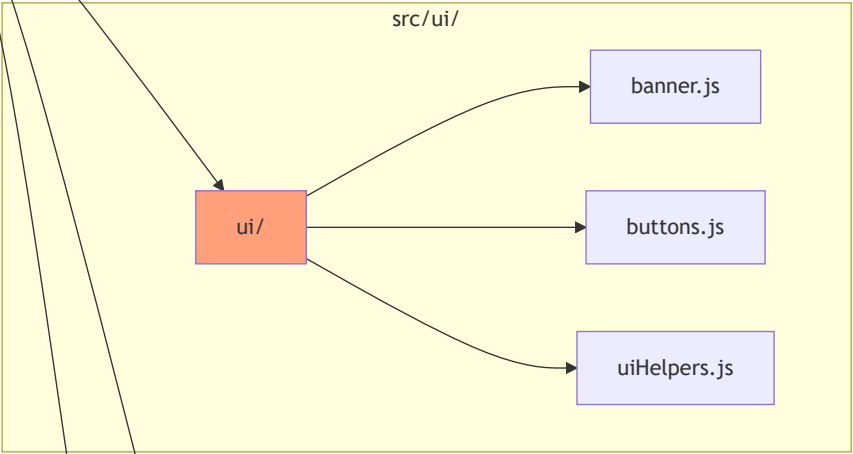 src/ui/
banner.js
ui/
buttons.js
uiHelpers.js